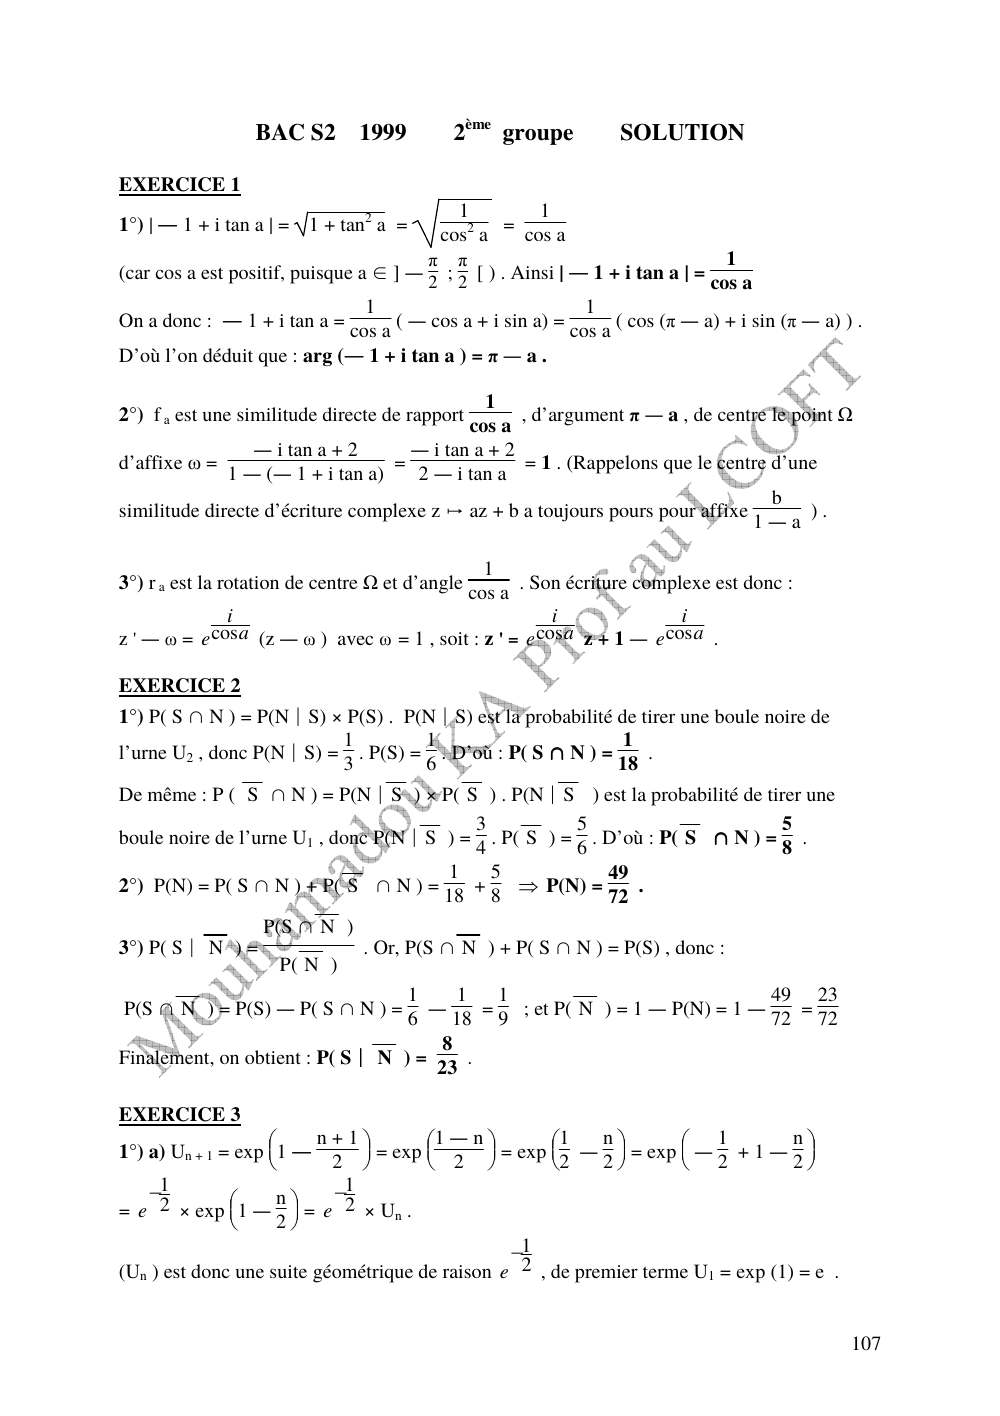 BAC S2 1999 2ème groupe SOLUTION
EXERCICE 1
1°) | — 1 + i tan a | = √(1 + tan² a) = √(1/cos² a) = 1/cos a
(car cos a est positif, puisque a ∈ ] — π/2 ; π/2 [ ) . Ainsi | — 1 + i tan a | = 1/cos a
On a donc : — 1 + i tan a = 1/cos a ( — cos a + i sin a) = 1/cos a ( cos (π — a) + i sin (π — a) ) .
D’où l’on déduit que : arg (— 1 + i tan a ) = π — a .
2°) f a est une similitude directe de rapport 1/cos a , d’argument π — a , de centre le point Ω
d’affixe ω = (— i tan a + 2)/(1 — (— 1 + i tan a)) = (— i tan a + 2)/(2 — i tan a) = 1 . (Rappelons que le centre d’une
similitude directe d’écriture complexe z ↦ az + b a toujours pours pour affixe b/(1 — a) ) .
3°) r a est la rotation de centre Ω et d’angle 1/cos a . Son écriture complexe est donc :
z ' — ω = e^(i/cos a) (z — ω ) avec ω = 1 , soit : z ' = e^(i/cos a) z + 1 — e^(i/cos a) .
EXERCICE 2
1°) P( S ∩ N ) = P(N | S) × P(S) . P(N | S) est la probabilité de tirer une boule noire de
l’urne U₂ , donc P(N | S) = 1/3 . P(S) = 1/6 . D’où : P( S ∩ N ) = 1/18 .
De même : P ( S̅ ∩ N ) = P(N | S̅ ) × P( S̅ ) . P(N | S̅ ) est la probabilité de tirer une
boule noire de l’urne U₁ , donc P(N | S̅ ) = 3/4 . P( S̅ ) = 5/6 . D’où : P( S̅ ∩ N ) = 5/8 .
2°) P(N) = P( S ∩ N ) + P( S̅ ∩ N ) = 1/18 + 5/8 ⇒ P(N) = 49/72 .
3°) P( S | N̅ ) = P(S ∩ N̅ )/P( N̅ ) . Or, P(S ∩ N̅ ) + P( S ∩ N ) = P(S) , donc :
P(S ∩ N̅ ) = P(S) — P( S ∩ N ) = 1/6 — 1/18 = 1/9 ; et P( N̅ ) = 1 — P(N) = 1 — 49/72 = 23/72
Finalement, on obtient : P( S | N̅ ) = 8/23 .
EXERCICE 3
1°) a) Uₙ₊₁ = exp (1 — (n + 1)/2) = exp ((1 — n)/2) = exp (1/2 — n/2) = exp ( — 1/2 + 1 — n/2)
= e^(–1/2) × exp (1 — n/2) = e^(–1/2) × Uₙ .
(Uₙ ) est donc une suite géométrique de raison e^(–1/2) , de premier terme U₁ = exp (1) = e .
107
Mouhamadou KA Prof au LCOFT